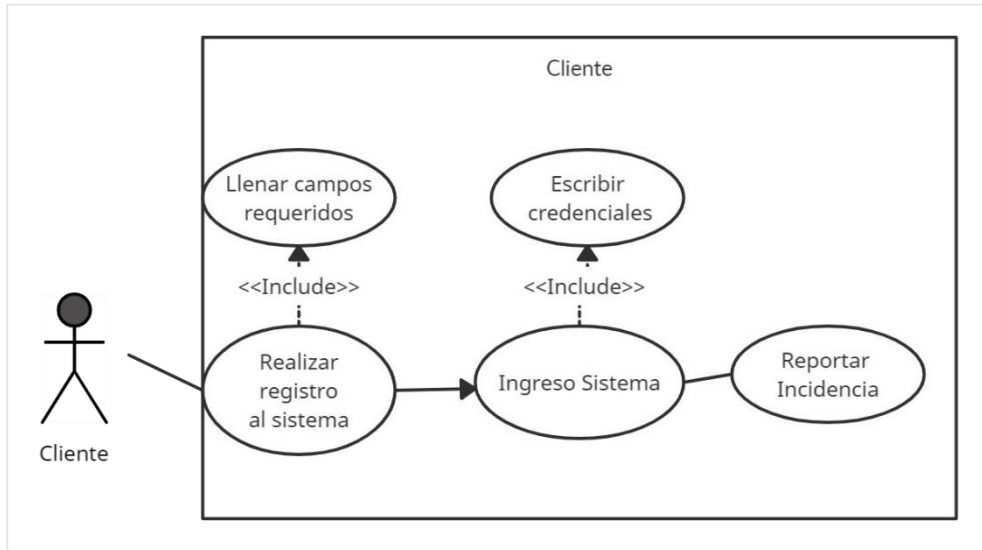 Cliente
Llenar campos
requeridos
Escribir
credenciales
<<Include>>
<<Include>>
Realizar
registro
al sistema
Ingreso Sistema
Reportar
Incidencia
Cliente